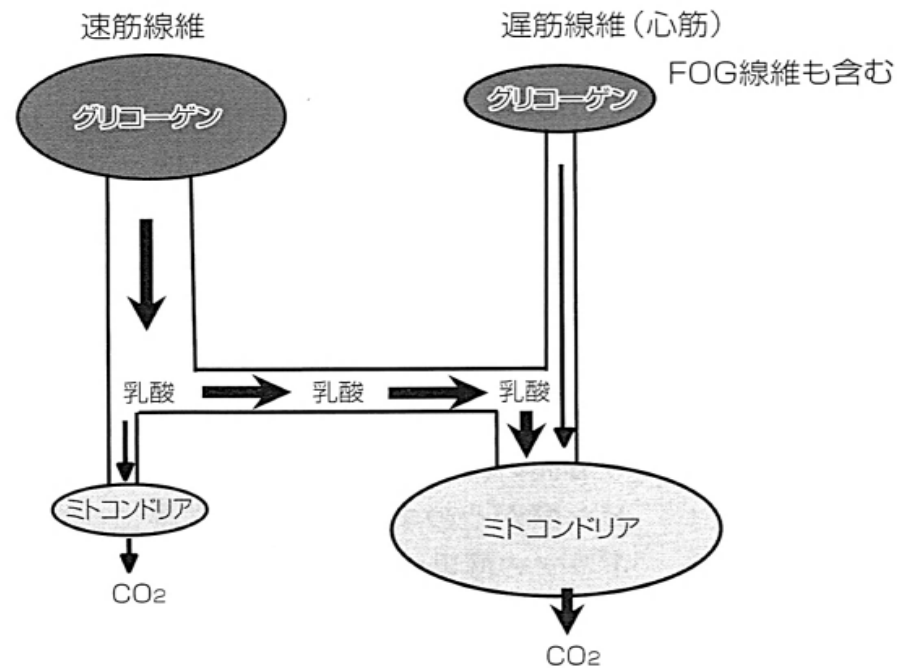 速筋線維
遅筋線維（心筋）
FOG線維も含む
グリコーゲン
グリコーゲン
乳酸
乳酸
乳酸
ミトコンドリア
ミトコンドリア
CO₂
CO₂